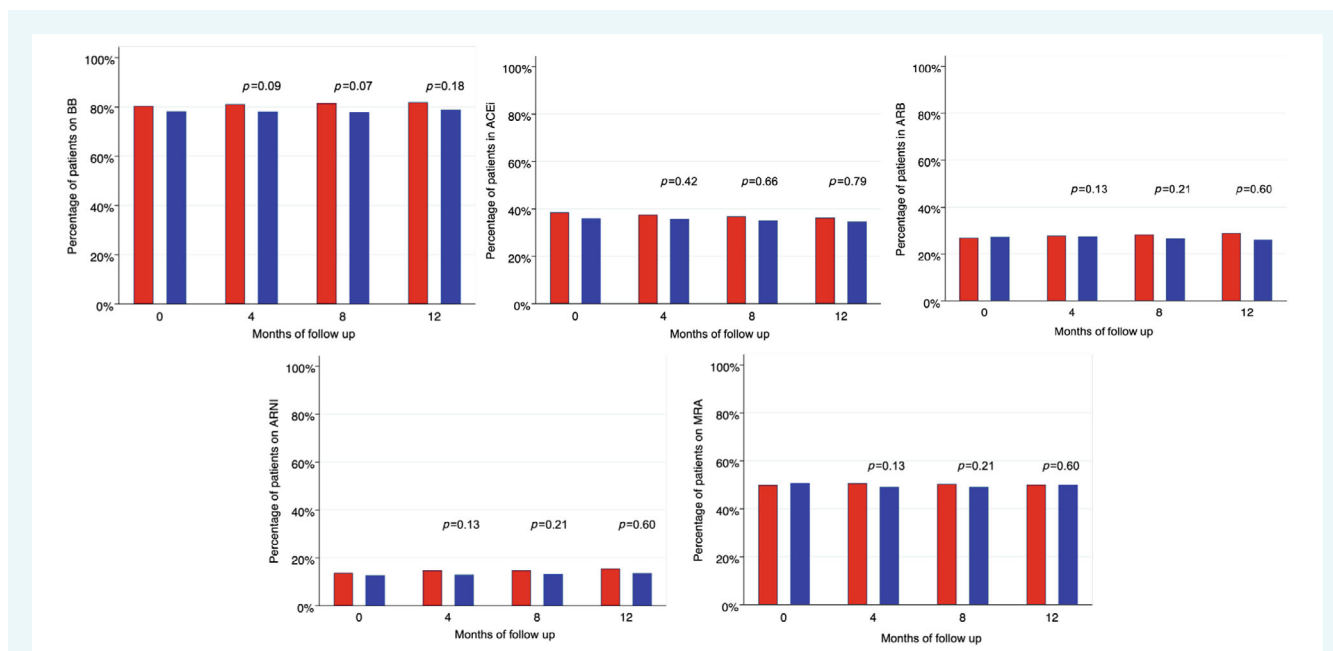 Percentage of patients on BB
100%
80%
60%
40%
20%
0%
p=0.09 p=0.07 p=0.18
0 4 8 12
Months of follow up
Percentage of patients in ACEi
100%
80%
60%
40%
20%
0%
p=0.42 p=0.66 p=0.79
0 4 8 12
Months of follow up
Percentage of patients in ARB
100%
80%
60%
40%
20%
0%
p=0.13 p=0.21 p=0.60
0 4 8 12
Months of follow up
Percentage of patients on ARNI
100%
80%
60%
40%
20%
0%
p=0.13 p=0.21 p=0.60
0 4 8 12
Months of follow up
Percentage of patients on MRA
100%
80%
60%
40%
20%
0%
p=0.13 p=0.21 p=0.60
0 4 8 12
Months of follow up